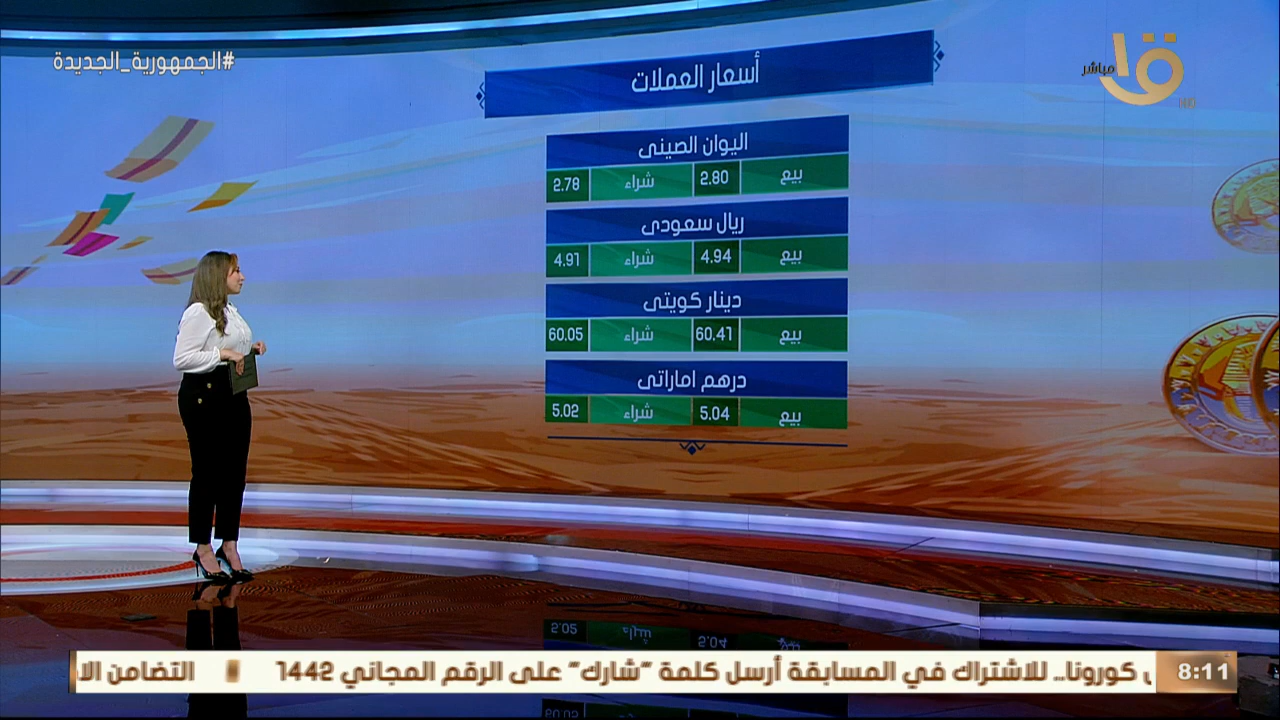 #الجمهورية_الجديدة
مباشر
HD
أسعار العملات
اليوان الصينى
بيع 2.80 شراء 2.78
ريال سعودى
بيع 4.94 شراء 4.91
دينار كويتى
بيع 60.41 شراء 60.05
درهم اماراتى
بيع 5.04 شراء 5.02
8:11
كورونا.. للاشتراك في المسابقة أرسل كلمة "شارك" على الرقم المجاني 1442 التضامن الا